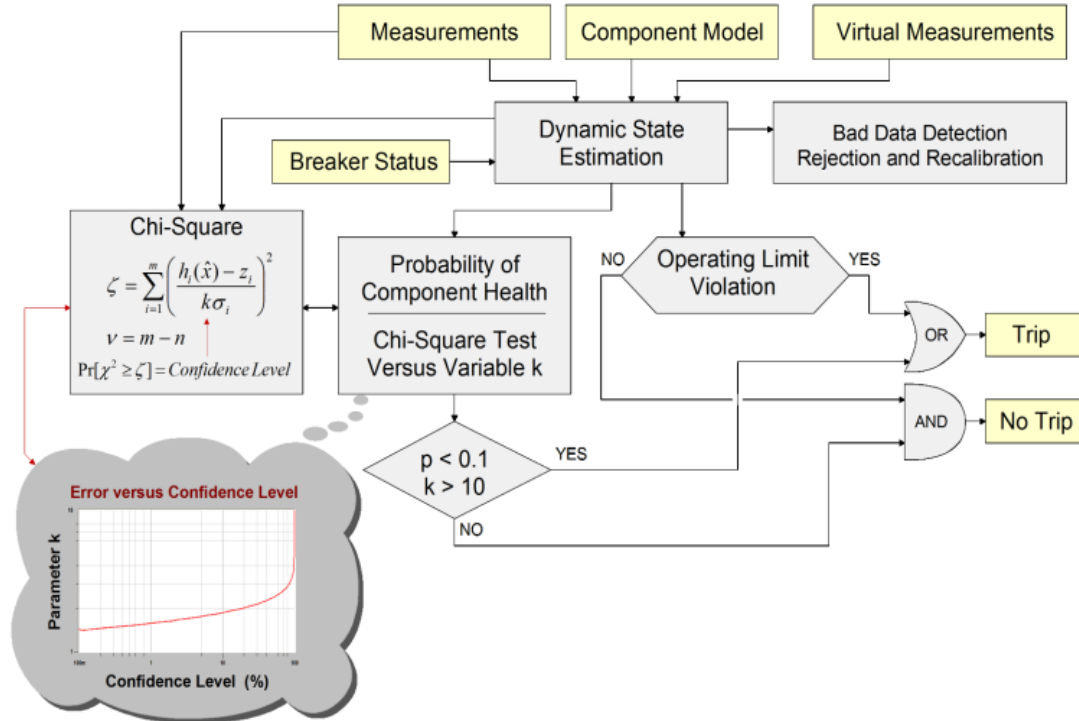 Measurements
Component Model
Virtual Measurements
Dynamic State
Estimation
Bad Data Detection
Rejection and Recalibration
Breaker Status
Chi-Square
ζ = ∑_{i=1}^{m} ( (h_i(x̂) − z_i) / (kσ_i) )^2
ν = m − n
Pr[χ² ≥ ζ] = Confidence Level
Probability of
Component Health
Chi-Square Test
Versus Variable k
NO
Operating Limit
Violation
YES
OR
Trip
AND
No Trip
p < 0.1
k > 10
YES
NO
Error versus Confidence Level
Parameter k
1
1
Confidence Level (%)